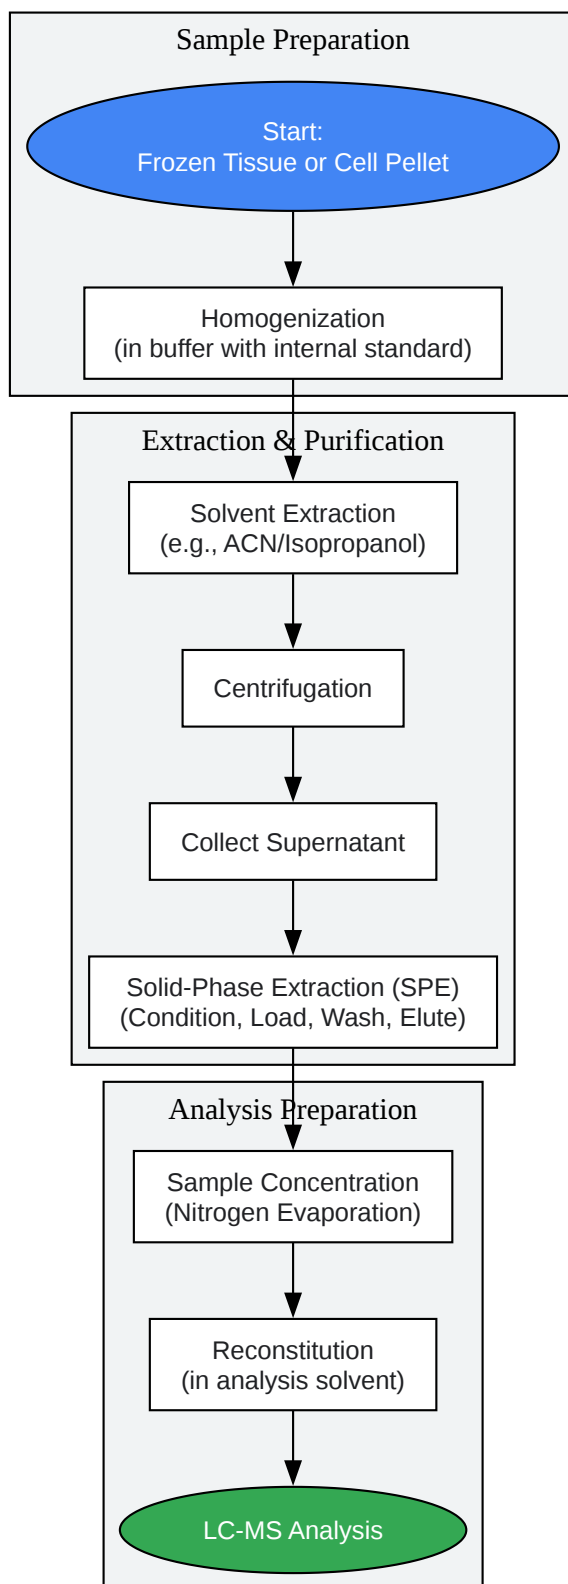 Sample Preparation
Start:
Frozen Tissue or Cell Pellet
Homogenization
(in buffer with internal standard)
Extraction & Purification
Solvent Extraction
(e.g., ACN/Isopropanol)
Centrifugation
Collect Supernatant
Solid-Phase Extraction (SPE)
(Condition, Load, Wash, Elute)
Analysis Preparation
Sample Concentration
(Nitrogen Evaporation)
Reconstitution
(in analysis solvent)
LC-MS Analysis